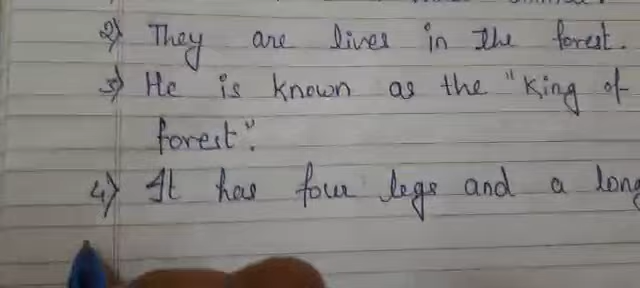 2) They are lives in the forest.
3) He is known as the "King of
forest".
4) It has four legs and a long